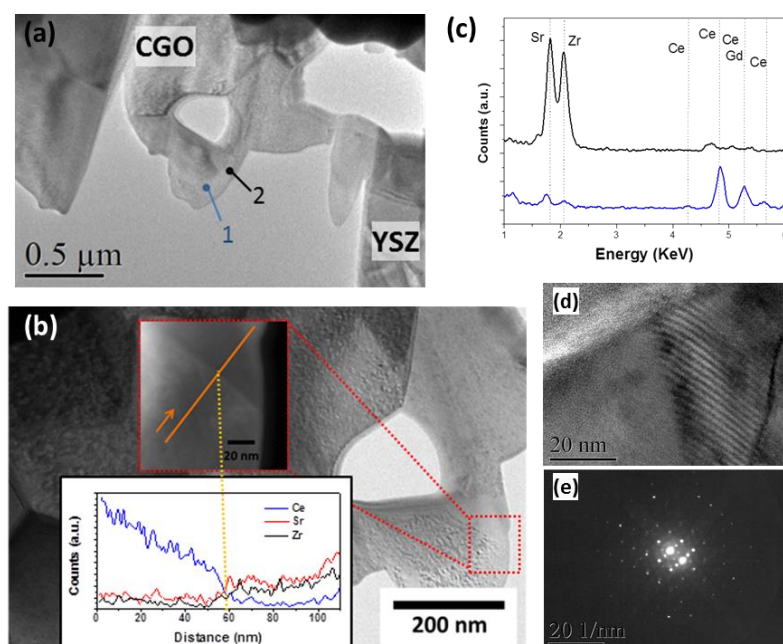 (a)
CGO
2
1
0.5 µm
YSZ
(c)
Sr
Zr
Ce
Ce
Ce
Gd
Ce
Counts (a.u.)
1 2 3 4 5 6
Energy (KeV)
(b)
20 nm
Counts (a.u.)
Ce
Sr
Zr
0 20 40 60 80 100
Distance (nm)
200 nm
(d)
20 nm
(e)
20 1/nm